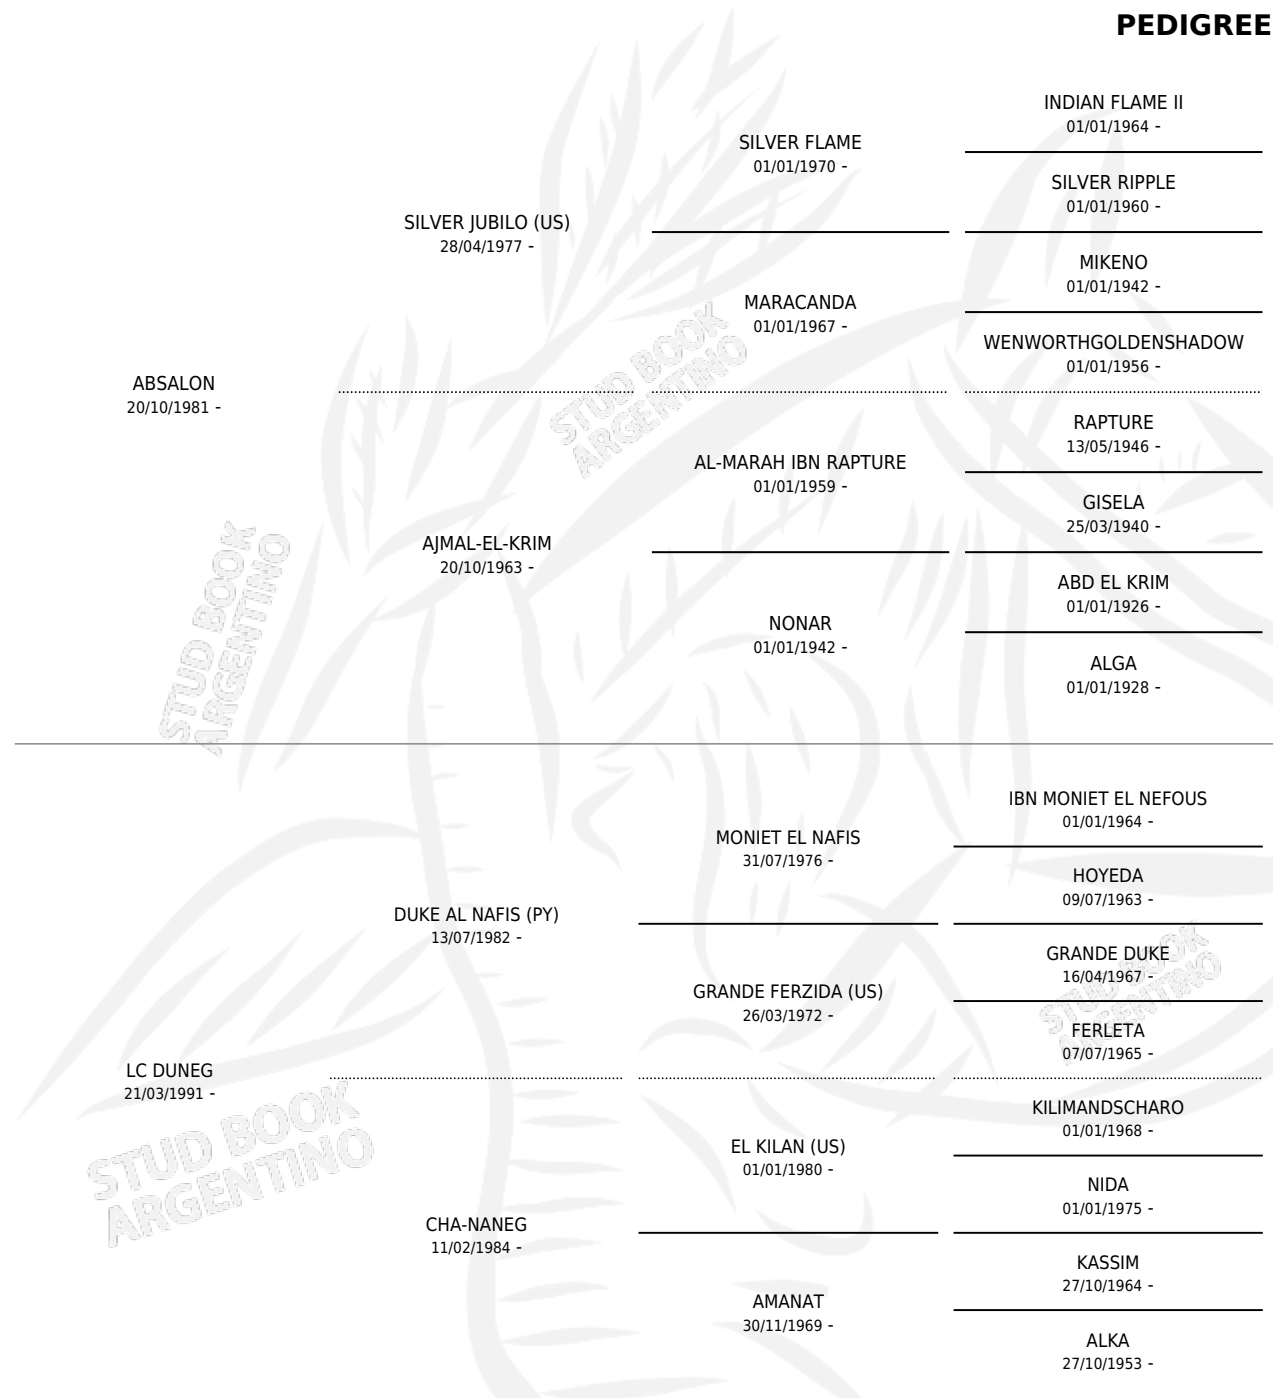 PEDIGREE
INDIAN FLAME II
01/01/1964 -
SILVER FLAME
01/01/1970 -
SILVER RIPPLE
01/01/1960 -
SILVER JUBILO (US)
28/04/1977 -
MIKENO
01/01/1942 -
MARACANDA
01/01/1967 -
WENWORTHGOLDENSHADOW
01/01/1956 -
ABSALON
20/10/1981 -
RAPTURE
13/05/1946 -
AL-MARAH IBN RAPTURE
01/01/1959 -
GISELA
25/03/1940 -
AJMAL-EL-KRIM
20/10/1963 -
ABD EL KRIM
01/01/1926 -
NONAR
01/01/1942 -
ALGA
01/01/1928 -
IBN MONIET EL NEFOUS
01/01/1964 -
MONIET EL NAFIS
31/07/1976 -
HOYEDA
09/07/1963 -
DUKE AL NAFIS (PY)
13/07/1982 -
GRANDE DUKE
16/04/1967 -
GRANDE FERZIDA (US)
26/03/1972 -
FERLETA
07/07/1965 -
LC DUNEG
21/03/1991 -
KILIMANDSCHARO
01/01/1968 -
EL KILAN (US)
01/01/1980 -
NIDA
01/01/1975 -
CHA-NANEG
11/02/1984 -
KASSIM
27/10/1964 -
AMANAT
30/11/1969 -
ALKA
27/10/1953 -
STUD BOOK
ARGENTINO
STUD BOOK
ARGENTINO
STUD BOOK
ARGENTINO
STUD BOOK
ARGENTINO